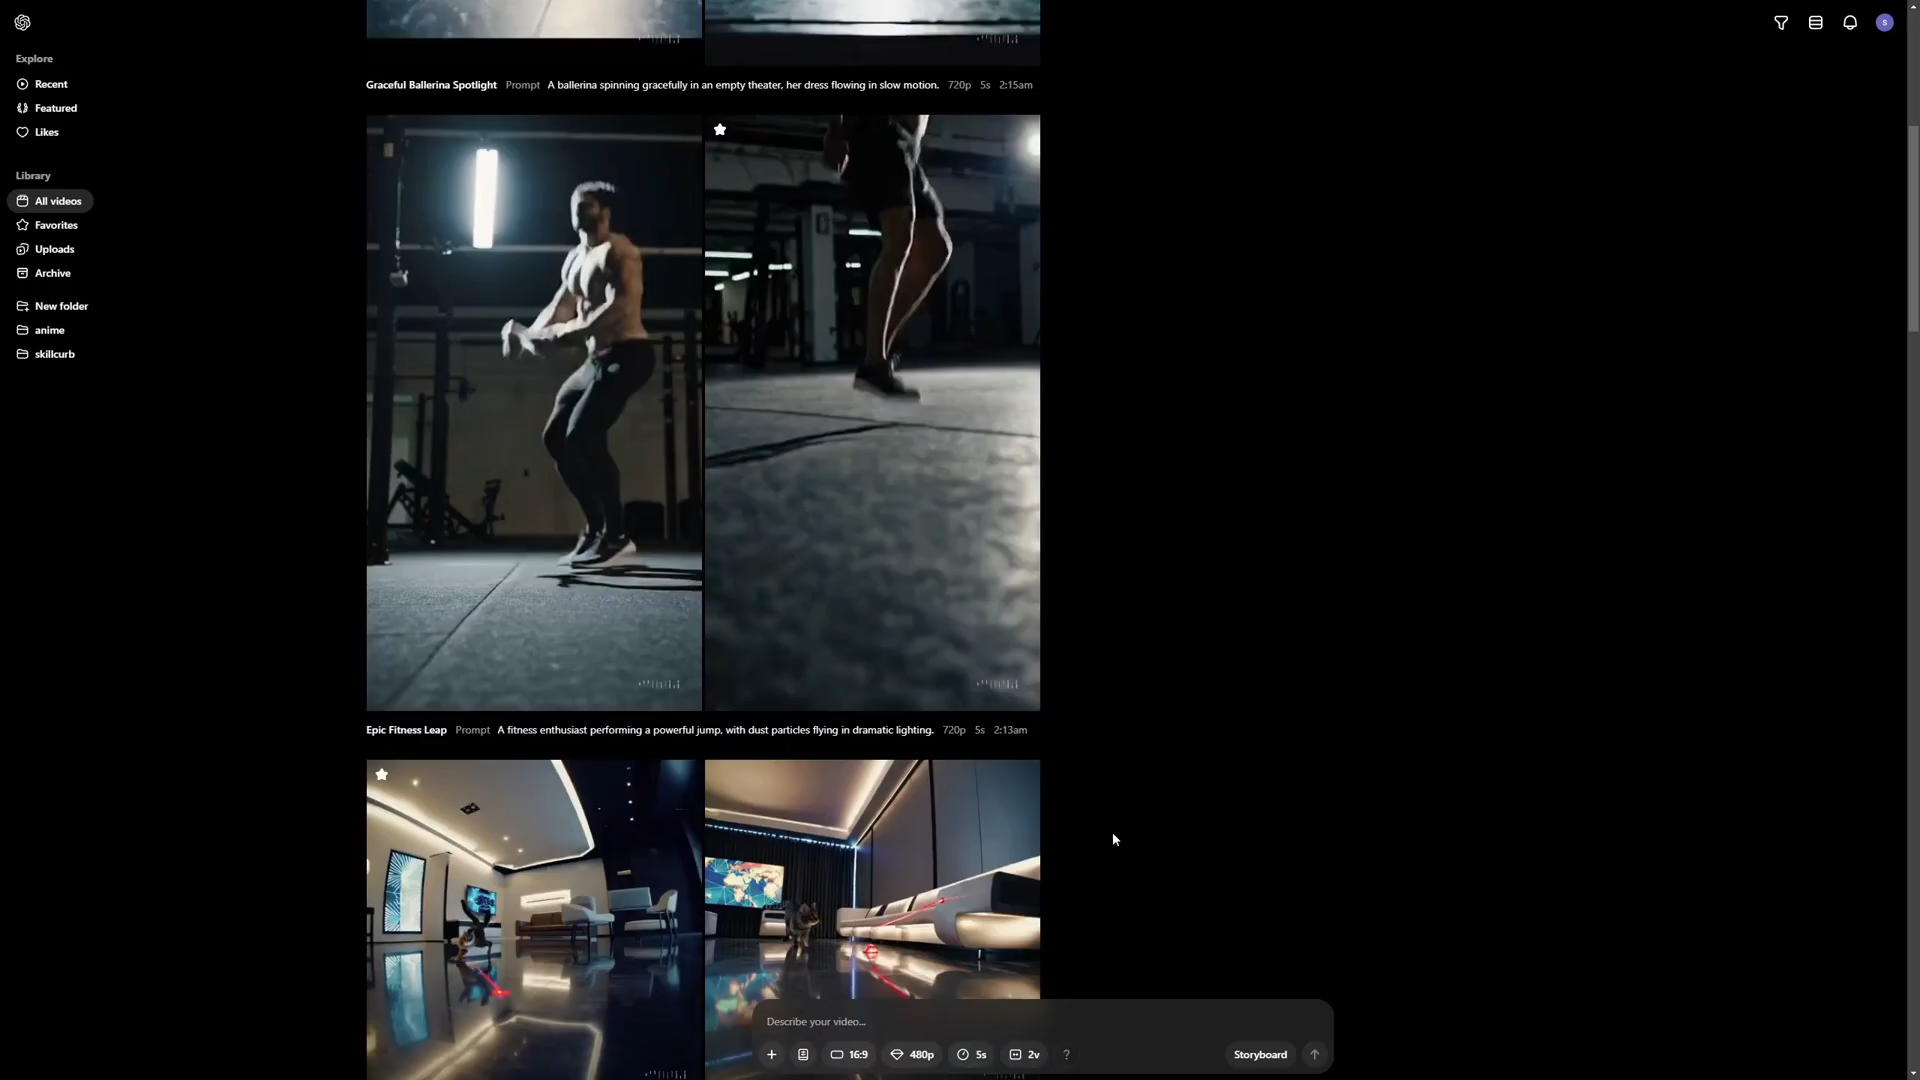 Explore
Recent
Featured
Likes
Library
All videos
Favorites
Uploads
Archive
New folder
anime
skillcurb
S
Graceful Ballerina Spotlight Prompt A ballerina spinning gracefully in an empty theater, her dress flowing in slow motion. 720p 5s 2:15am
Epic Fitness Leap Prompt A fitness enthusiast performing a powerful jump, with dust particles flying in dramatic lighting. 720p 5s 2:13am
Describe your video...
+ 16:9 480p 5s 2v ? Storyboard